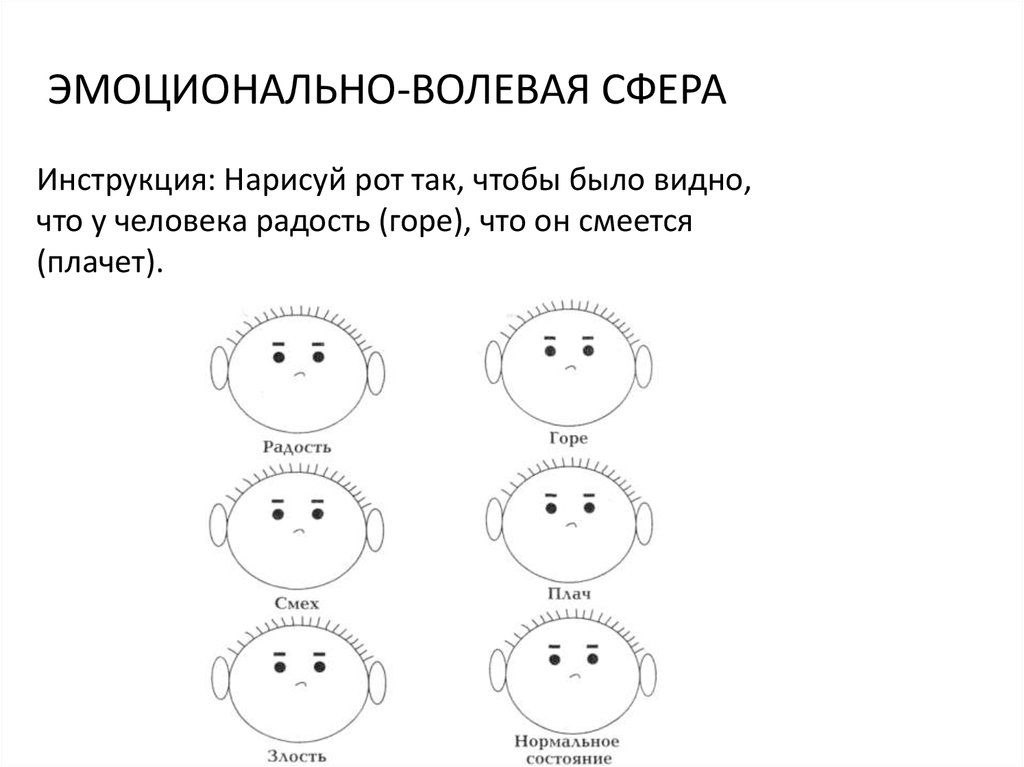 ЭМОЦИОНАЛЬНО-ВОЛЕВАЯ СФЕРА
Инструкция: Нарисуй рот так, чтобы было видно,
что у человека радость (горе), что он смеется
(плачет).
Радость
Горе
Смех
Плач
Злость
Нормальное
состояние